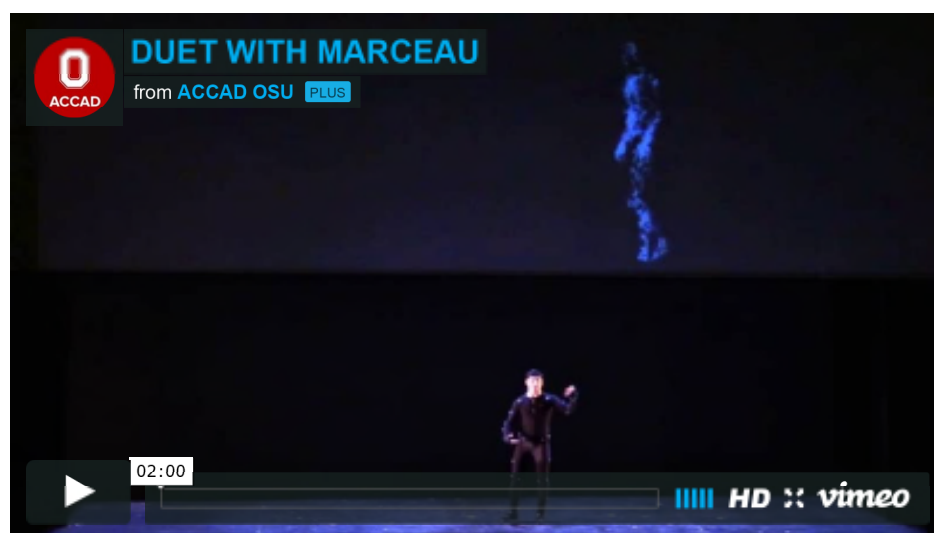 DUET WITH MARCEAU
from ACCAD OSU PLUS
O
ACCAD
02:00
HD vimeo